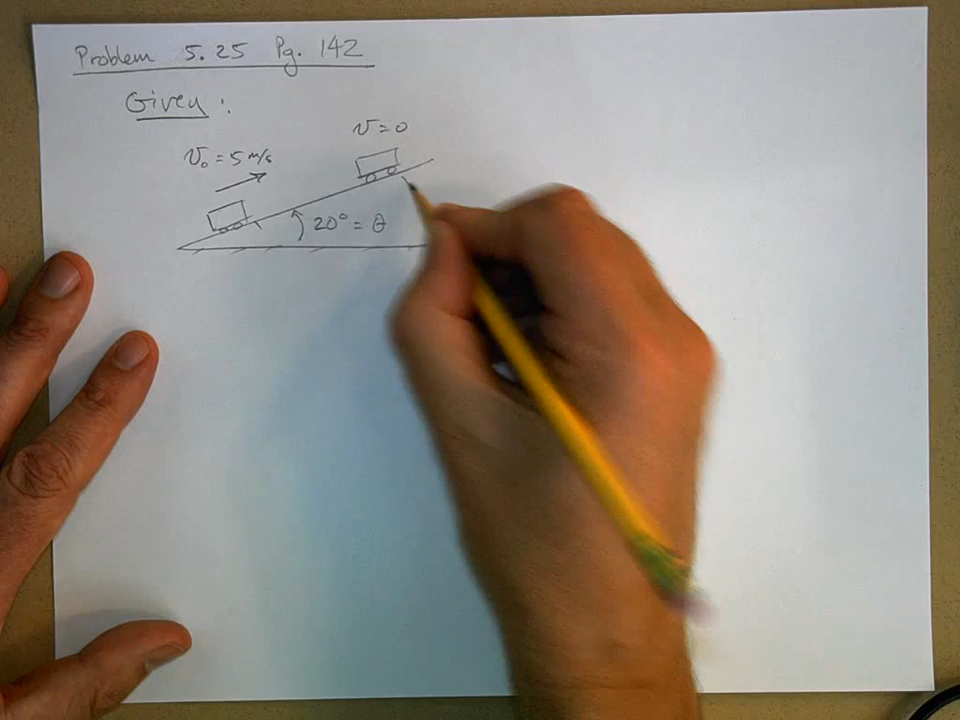 Problem 5.25 Pg. 142
Given:
v=0
v₀ = 5 m/s
20° = θ